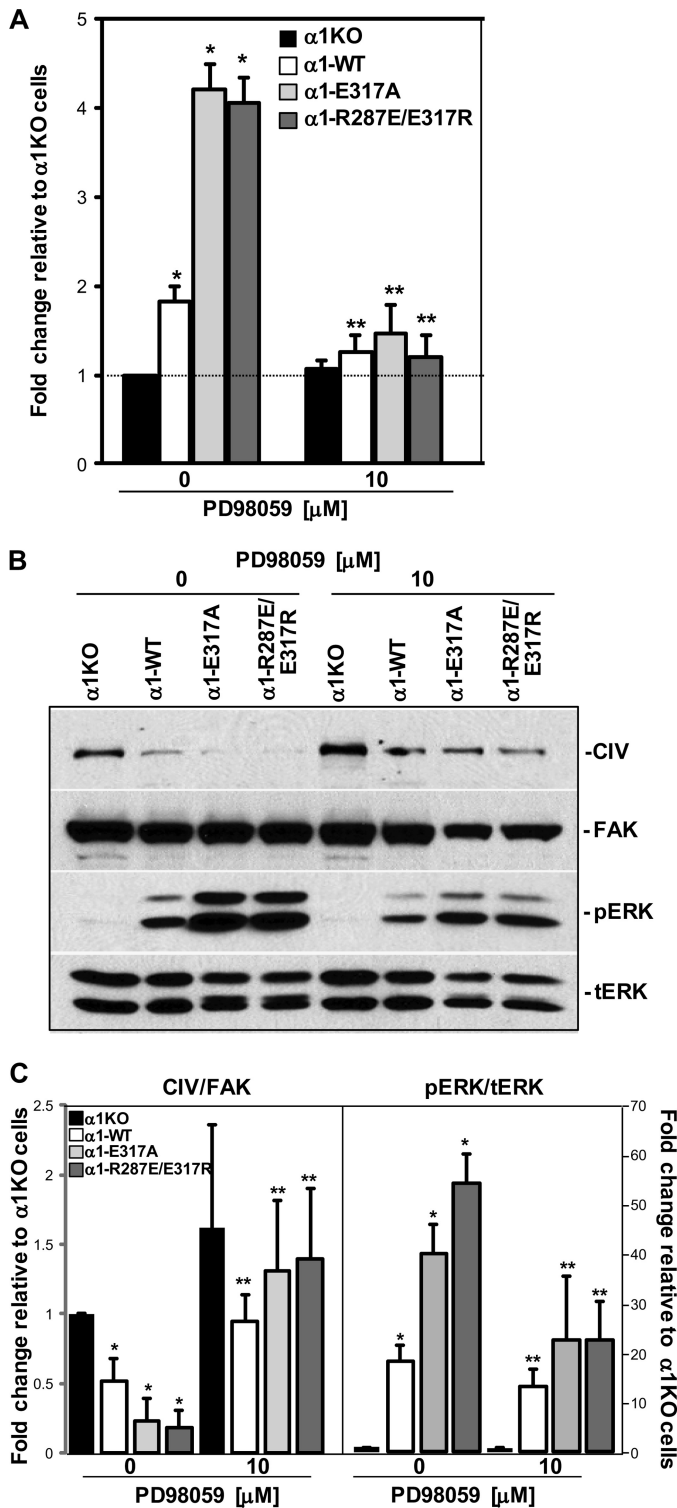 A
Fold change relative to α1KO cells
5
4
3
2
1
0
α1KO
α1-WT
α1-E317A
α1-R287E/E317R
*
*
*
**
**
**
0
10
PD98059 [µM]
B
PD98059 [µM]
0
10
α1KO
α1-WT
α1-E317A
α1-R287E/
E317R
α1KO
α1-WT
α1-E317A
α1-R287E/
E317R
-CIV
-FAK
-pERK
-tERK
C
CIV/FAK
pERK/tERK
Fold change relative to α1KO cells
2.5
2
1.5
1
0.5
0
α1KO
α1-WT
α1-E317A
α1-R287E/E317R
*
*
*
**
**
**
*
*
*
**
**
**
70
60
50
40
30
20
10
0
Fold change relative to α1KO cells
0
10
0
10
PD98059 [µM]
PD98059 [µM]